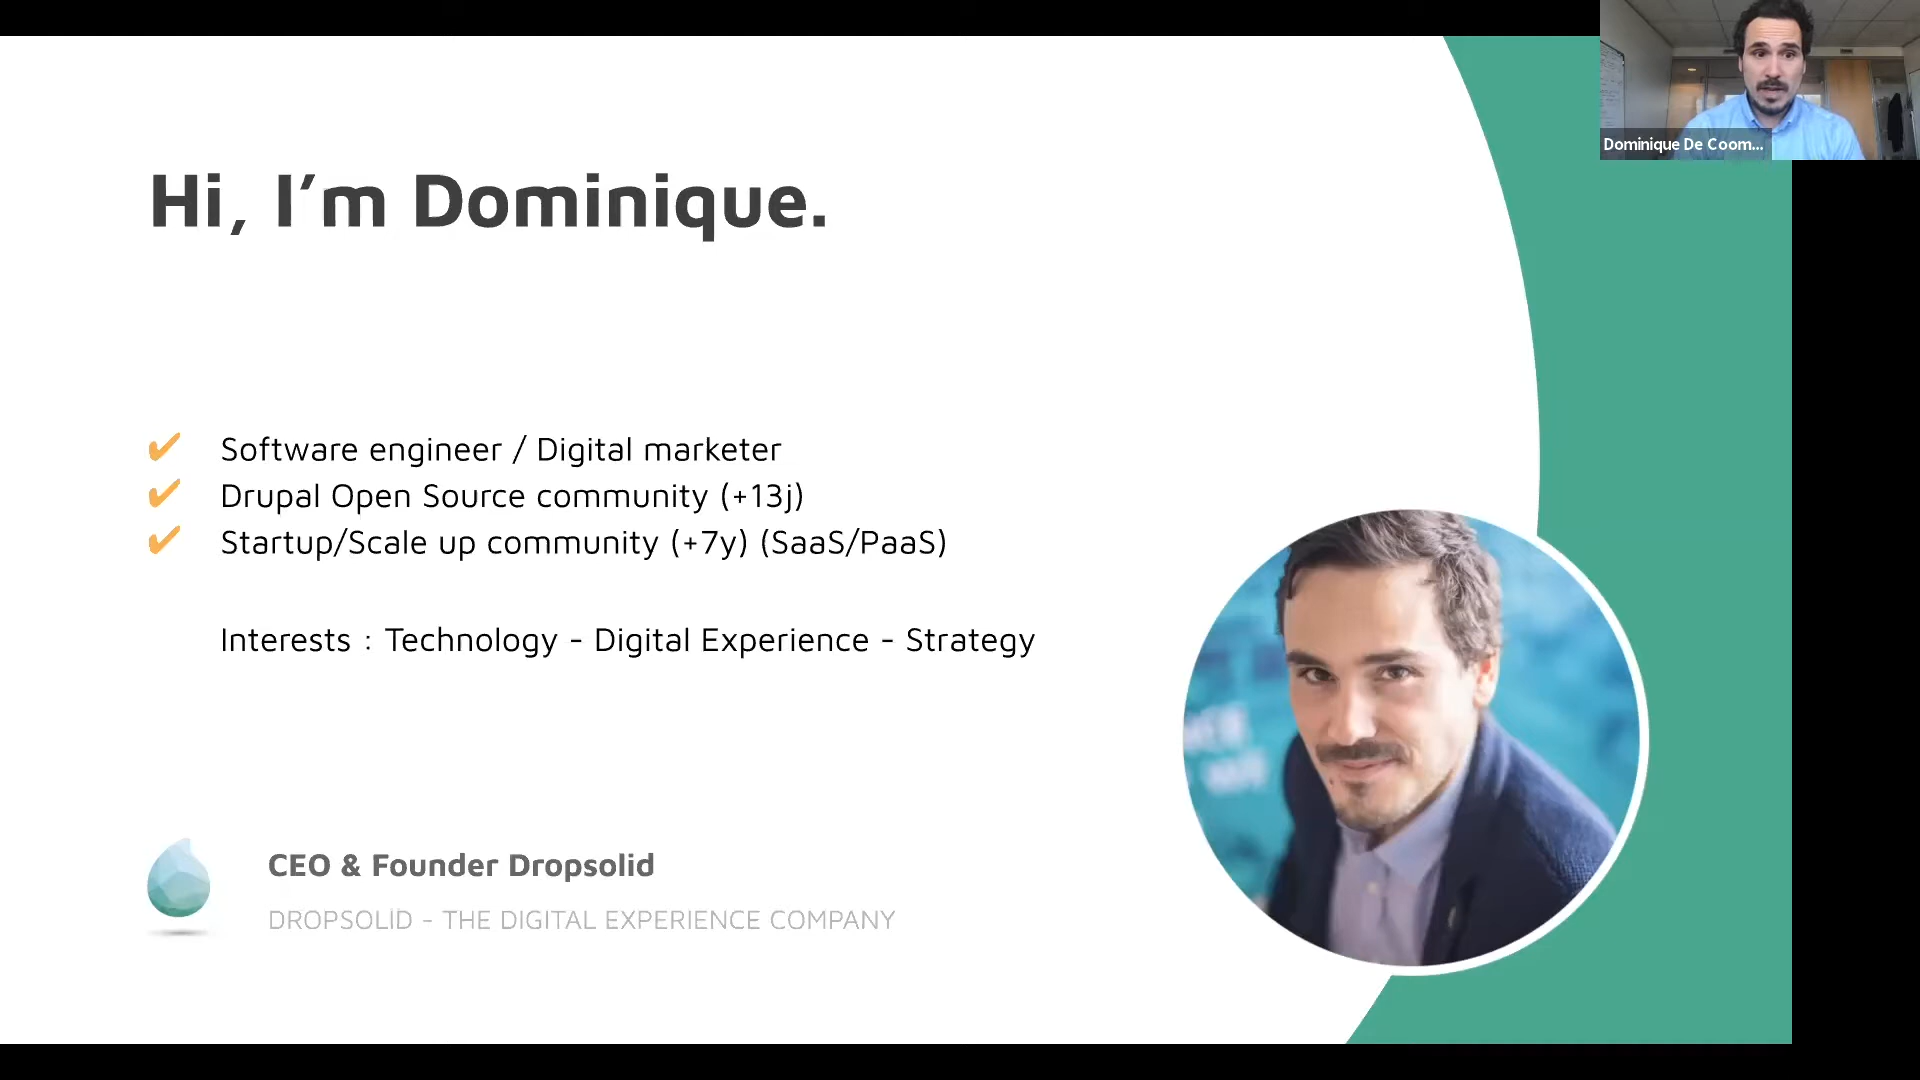 Dominique De Coom...
Hi, I’m Dominique.
✔ Software engineer / Digital marketer
✔ Drupal Open Source community (+13j)
✔ Startup/Scale up community (+7y) (SaaS/PaaS)
Interests : Technology - Digital Experience - Strategy
CEO & Founder Dropsolid
DROPSOLID - THE DIGITAL EXPERIENCE COMPANY